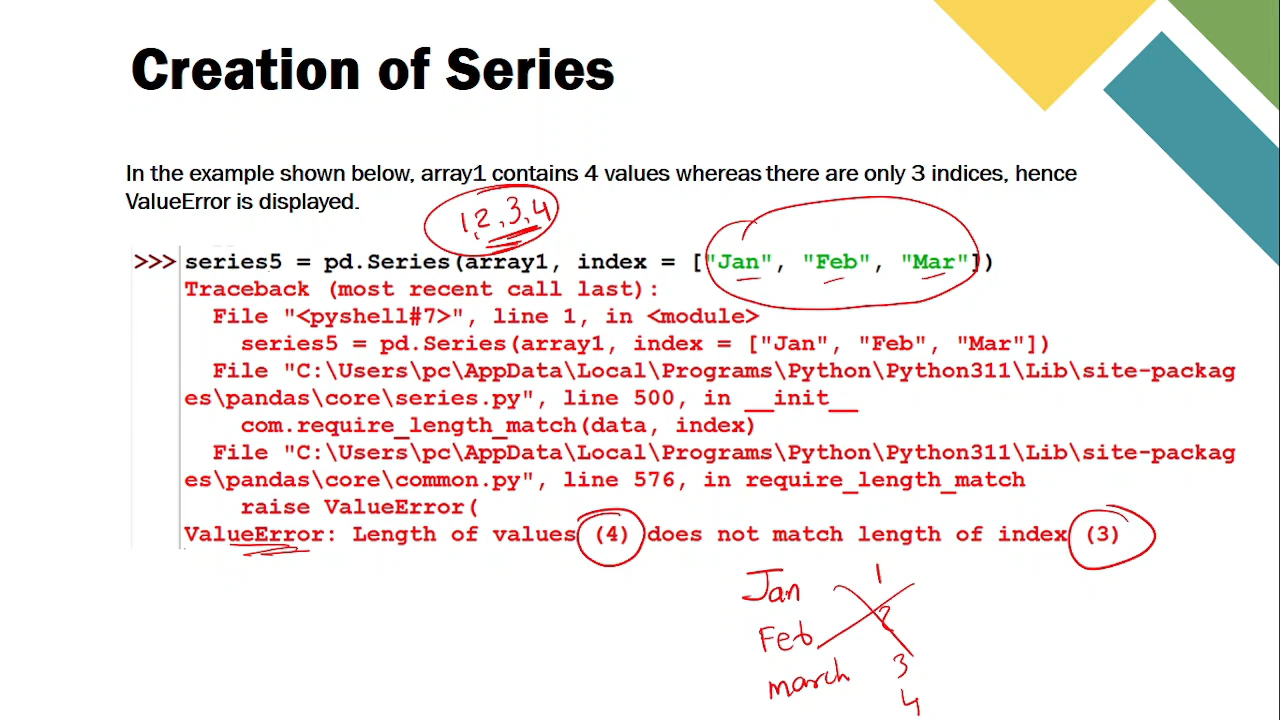 Creation of Series
In the example shown below, array1 contains 4 values whereas there are only 3 indices, hence
ValueError is displayed.
1,2,3,4
>>> series5 = pd.Series(array1, index = ["Jan", "Feb", "Mar"])
Traceback (most recent call last):
File "<pyshell#7>", line 1, in <module>
series5 = pd.Series(array1, index = ["Jan", "Feb", "Mar"])
File "C:\Users\pc\AppData\Local\Programs\Python\Python311\Lib\site-packag
es\pandas\core\series.py", line 500, in __init__
com.require_length_match(data, index)
File "C:\Users\pc\AppData\Local\Programs\Python\Python311\Lib\site-packag
es\pandas\core\common.py", line 576, in require_length_match
raise ValueError(
ValueError: Length of values (4) does not match length of index (3)
Jan 1
Feb 2
march 3
4